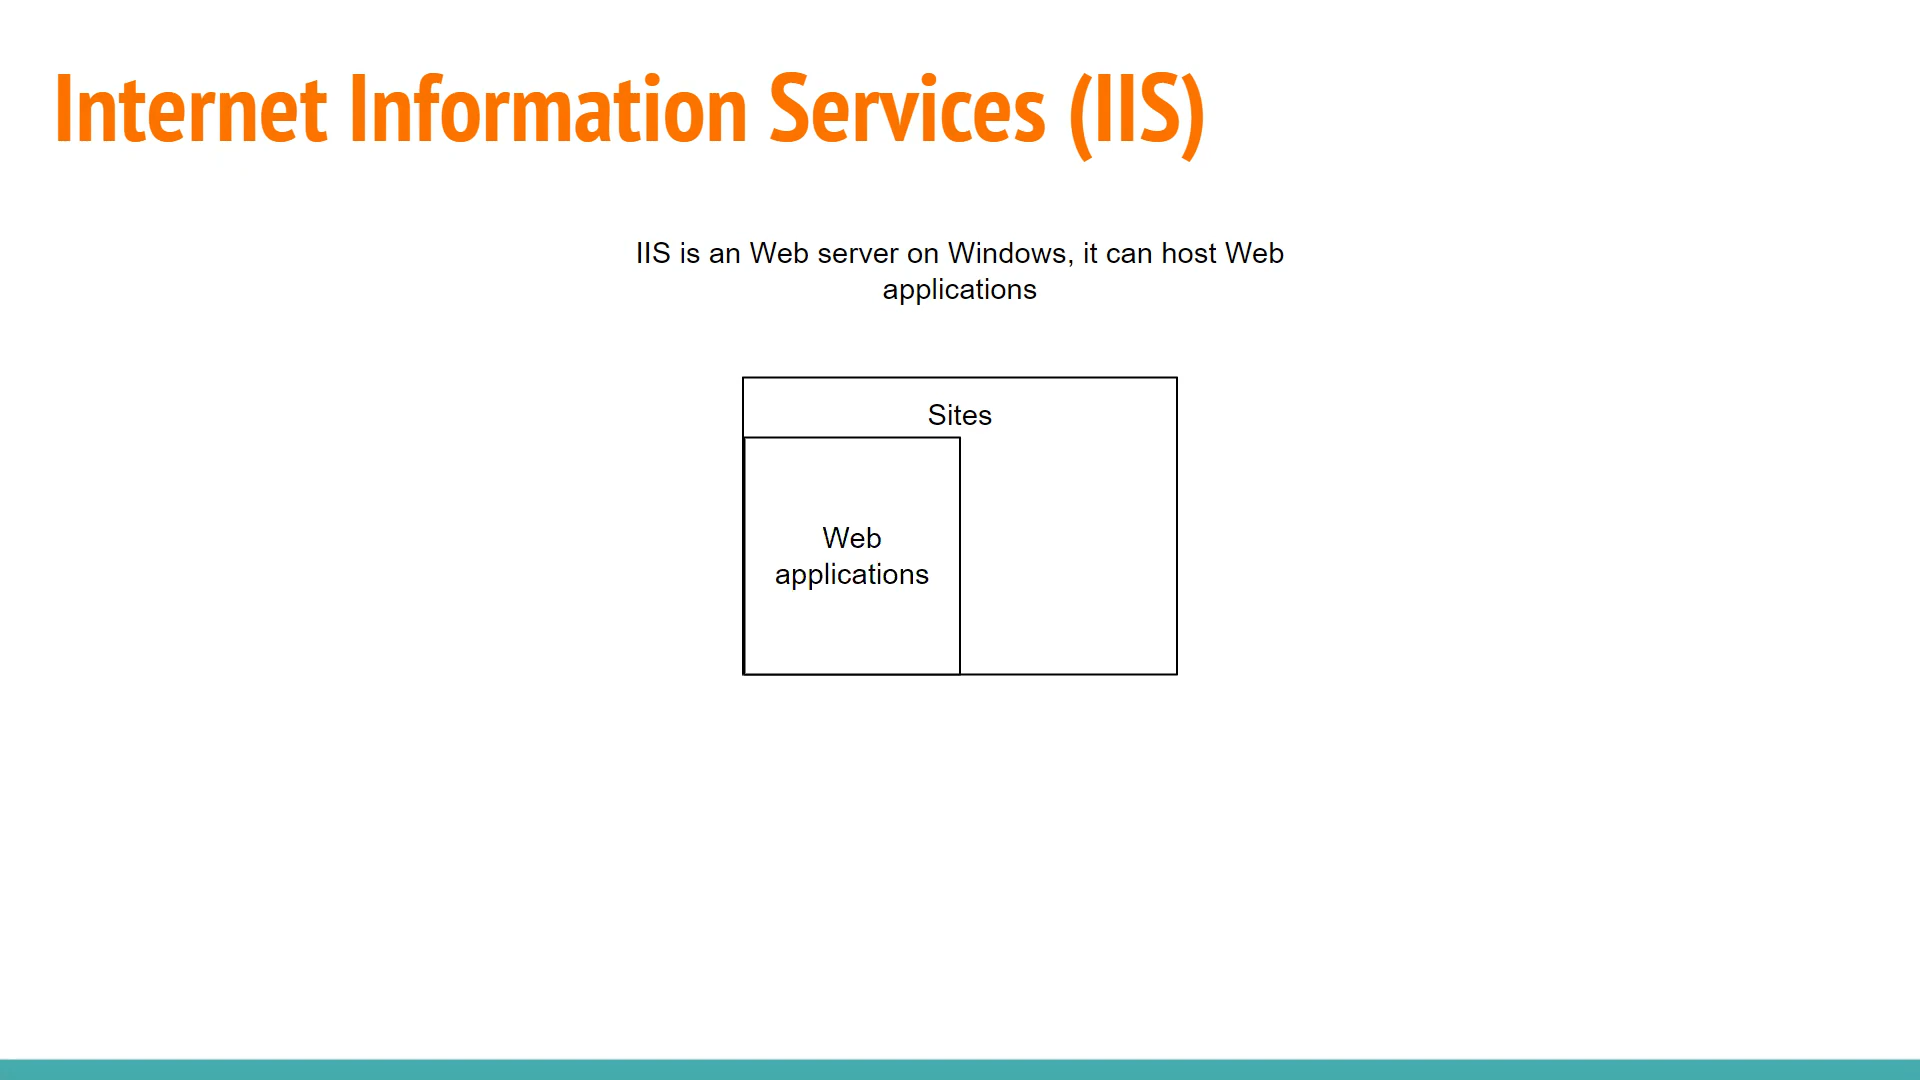 Internet Information Services (IIS)
IIS is an Web server on Windows, it can host Web
applications
Sites
Web
applications